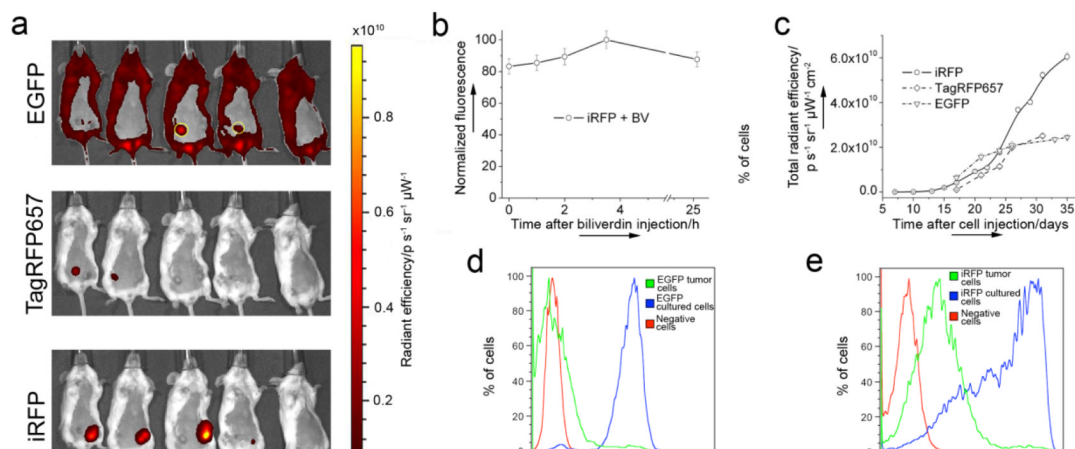 a
EGFP
TagRFP657
iRFP
×10¹⁰
0.8
0.6
0.4
0.2
Radiant efficiency/p s⁻¹ sr⁻¹ µW⁻¹
b
Normalized fluorescence
100
80
60
40
20
0
iRFP + BV
0
2
4
25
Time after biliverdin injection/h
c
% of cells
Total radiant efficiency/
p s⁻¹ sr⁻¹ µW⁻¹ cm⁻²
6.0x10¹⁰
4.0x10¹⁰
2.0x10¹⁰
0.0
iRFP
TagRFP657
EGFP
5
10
15
20
25
30
35
Time after cell injection/days
d
% of cells
100
80
60
40
20
0
EGFP tumor
cells
EGFP
cultured cells
Negative
cells
e
% of cells
100
80
60
40
20
0
iRFP tumor
cells
iRFP cultured cells
Negative
cells